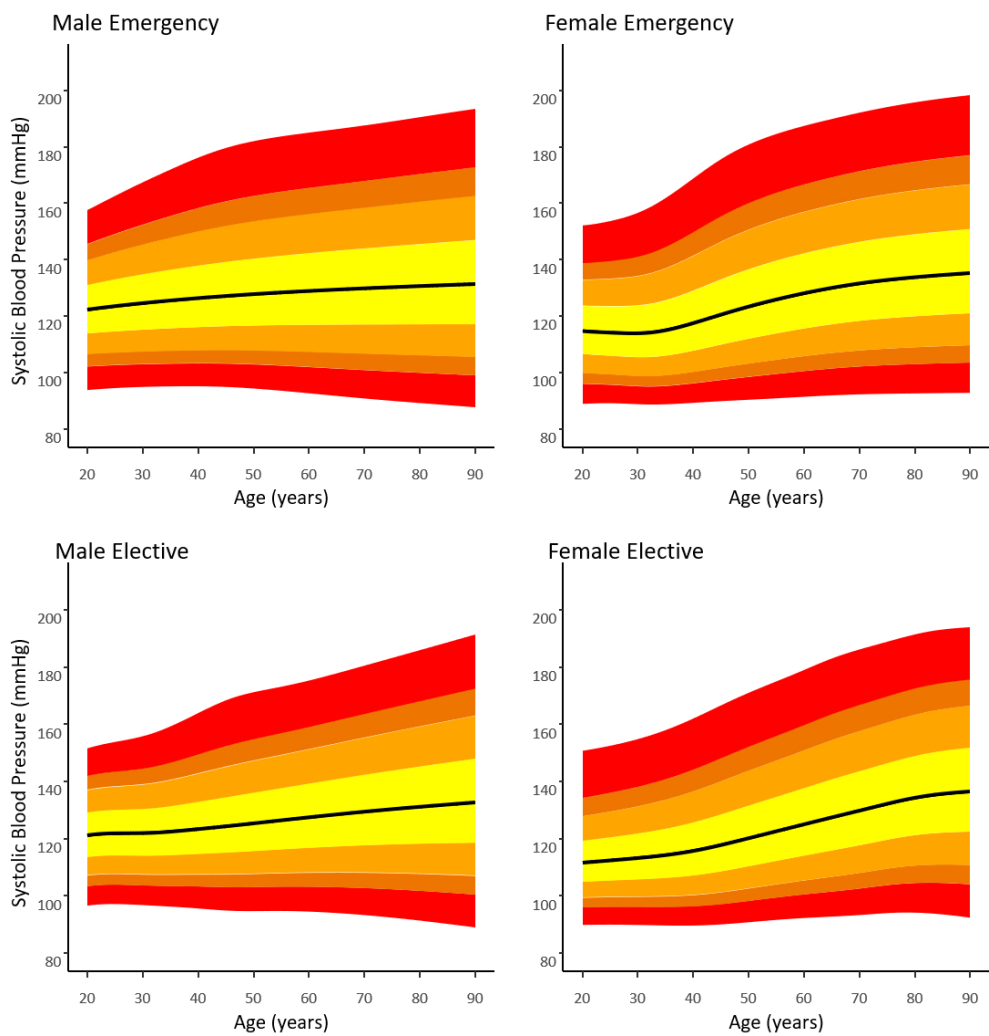 Male Emergency
Systolic Blood Pressure (mmHg)
200
180
160
140
120
100
80
20 30 40 50 60 70 80 90
Age (years)
Female Emergency
200
180
160
140
120
100
80
20 30 40 50 60 70 80 90
Age (years)
Male Elective
Systolic Blood Pressure (mmHg)
200
180
160
140
120
100
80
20 30 40 50 60 70 80 90
Age (years)
Female Elective
200
180
160
140
120
100
80
20 30 40 50 60 70 80 90
Age (years)